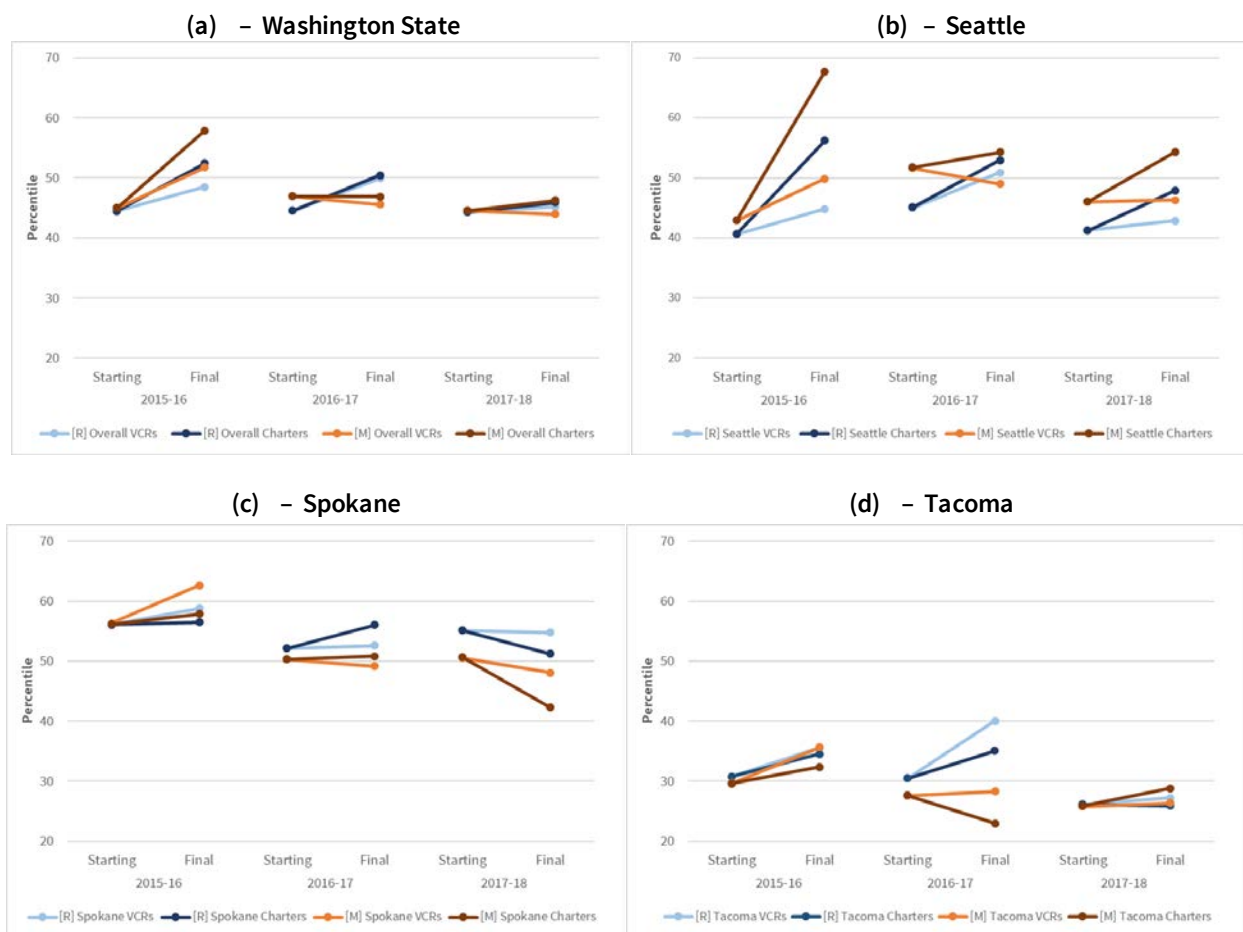 (a) – Washington State
70
60
50
40
30
20
Percentile
Starting Final Starting Final Starting Final
2015-16 2016-17 2017-18
[R] Overall VCRs [R] Overall Charters [M] Overall VCRs [M] Overall Charters
(b) – Seattle
70
60
50
40
30
20
Percentile
Starting Final Starting Final Starting Final
2015-16 2016-17 2017-18
[R] Seattle VCRs [R] Seattle Charters [M] Seattle VCRs [M] Seattle Charters
(c) – Spokane
70
60
50
40
30
20
Percentile
Starting Final Starting Final Starting Final
2015-16 2016-17 2017-18
[R] Spokane VCRs [R] Spokane Charters [M] Spokane VCRs [M] Spokane Charters
(d) – Tacoma
70
60
50
40
30
20
Percentile
Starting Final Starting Final Starting Final
2015-16 2016-17 2017-18
[R] Tacoma VCRs [R] Tacoma Charters [M] Tacoma VCRs [M] Tacoma Charters